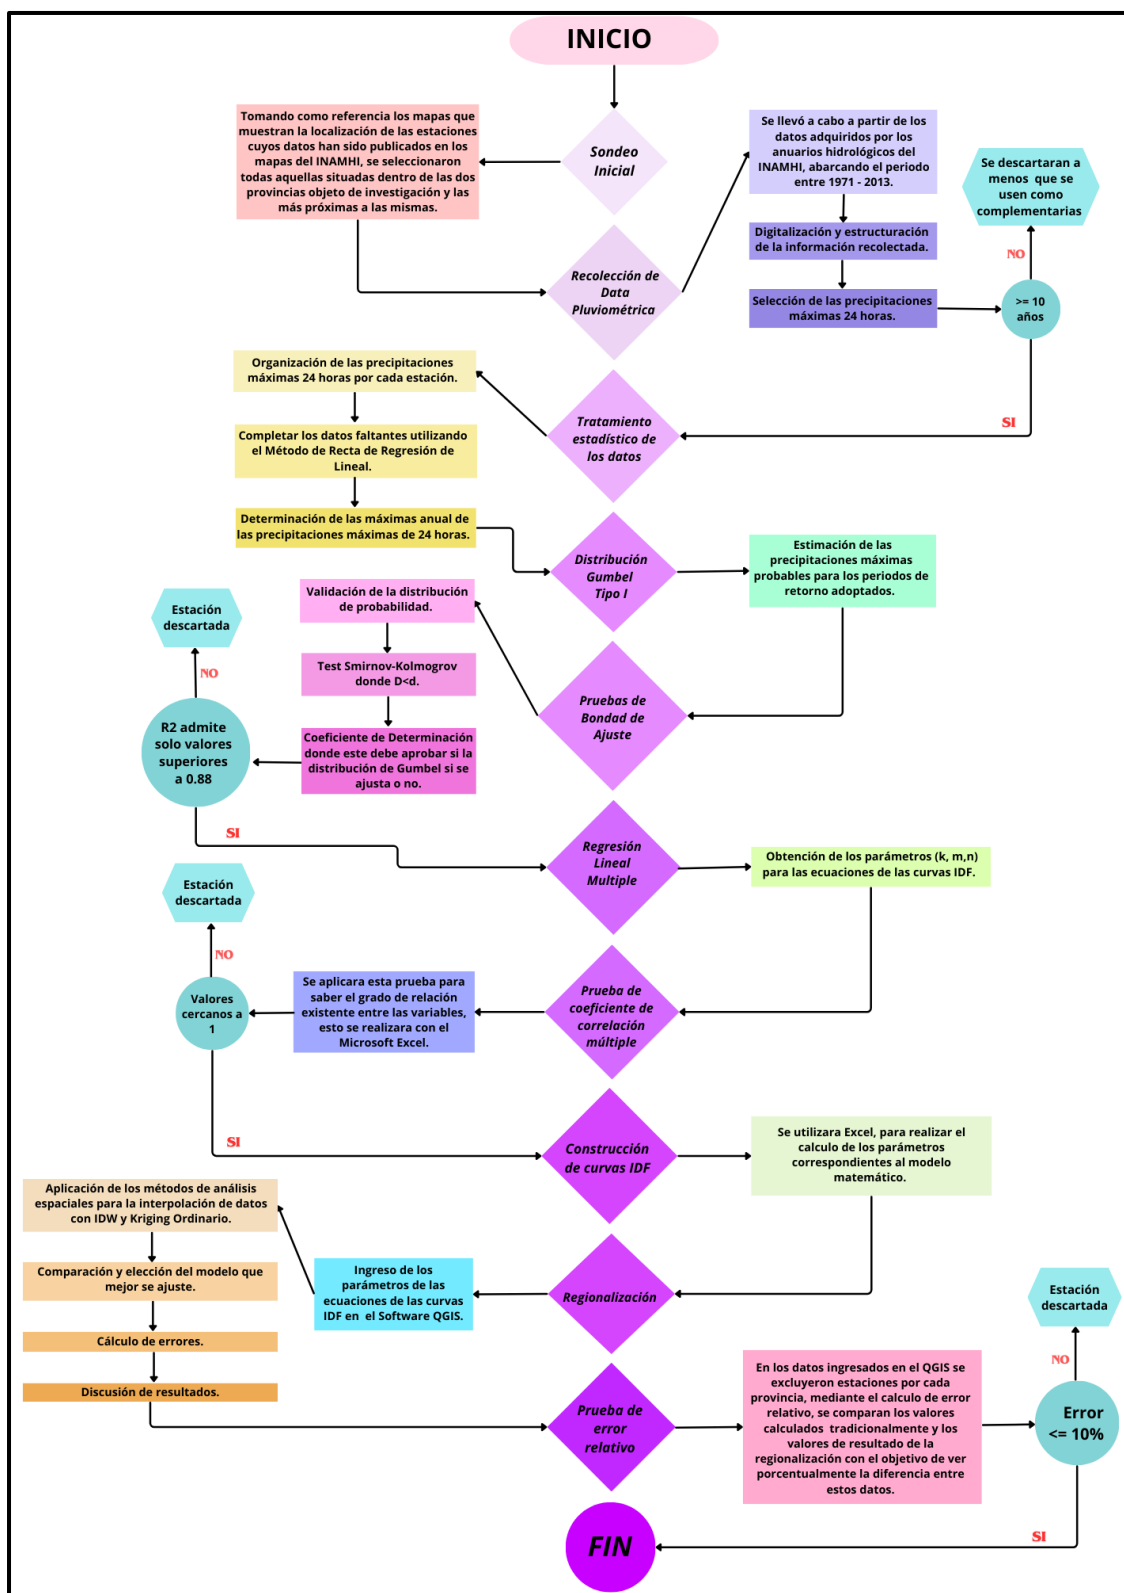 INICIO
Sondeo
Inicial
Tomando como referencia los mapas que
muestran la localización de las estaciones
cuyos datos han sido publicados en los
mapas del INAMHI, se seleccionaron
todas aquellas situadas dentro de las dos
provincias objeto de investigación y las
más próximas a las mismas.
Recolección de
Data
Pluviométrica
Se llevó a cabo a partir de los
datos adquiridos por los
anuarios hidrológicos del
INAMHI, abarcando el periodo
entre 1971 - 2013.
Digitalización y estructuración
de la información recolectada.
Selección de las precipitaciones
máximas 24 horas.
>= 10
años
NO
Se descartaran a
menos que se
usen como
complementarias
SI
Tratamiento
estadístico de
los datos
Organización de las precipitaciones
máximas 24 horas por cada estación.
Completar los datos faltantes utilizando
el Método de Recta de Regresión de
Lineal.
Determinación de las máximas anual de
las precipitaciones máximas de 24 horas.
Distribución
Gumbel
Tipo I
Estimación de las
precipitaciones máximas
probables para los periodos de
retorno adoptados.
Pruebas de
Bondad de
Ajuste
Validación de la distribución
de probabilidad.
Test Smirnov-Kolmogrov
donde D<d.
Coeficiente de Determinación
donde este debe aprobar si la
distribución de Gumbel si se
ajusta o no.
R2 admite
solo valores
superiores
a 0.88
NO
Estación
descartada
SI
Regresión
Lineal
Multiple
Obtención de los parámetros (k, m,n)
para las ecuaciones de las curvas IDF.
Prueba de
coeficiente de
correlación
múltiple
Se aplicara esta prueba para
saber el grado de relación
existente entre las variables,
esto se realizara con el
Microsoft Excel.
Valores
cercanos a
1
NO
Estación
descartada
SI
Construcción
de curvas IDF
Se utilizara Excel, para realizar el
calculo de los parámetros
correspondientes al modelo
matemático.
Regionalización
Ingreso de los
parámetros de las
ecuaciones de las curvas
IDF en el Software QGIS.
Aplicación de los métodos de análisis
espaciales para la interpolación de datos
con IDW y Kriging Ordinario.
Comparación y elección del modelo que
mejor se ajuste.
Cálculo de errores.
Discusión de resultados.
Prueba de
error
relativo
En los datos ingresados en el QGIS se
excluyeron estaciones por cada
provincia, mediante el calculo de error
relativo, se comparan los valores
calculados tradicionalmente y los
valores de resultado de la
regionalización con el objetivo de ver
porcentualmente la diferencia entre
estos datos.
Error
<= 10%
NO
Estación
descartada
SI
FIN